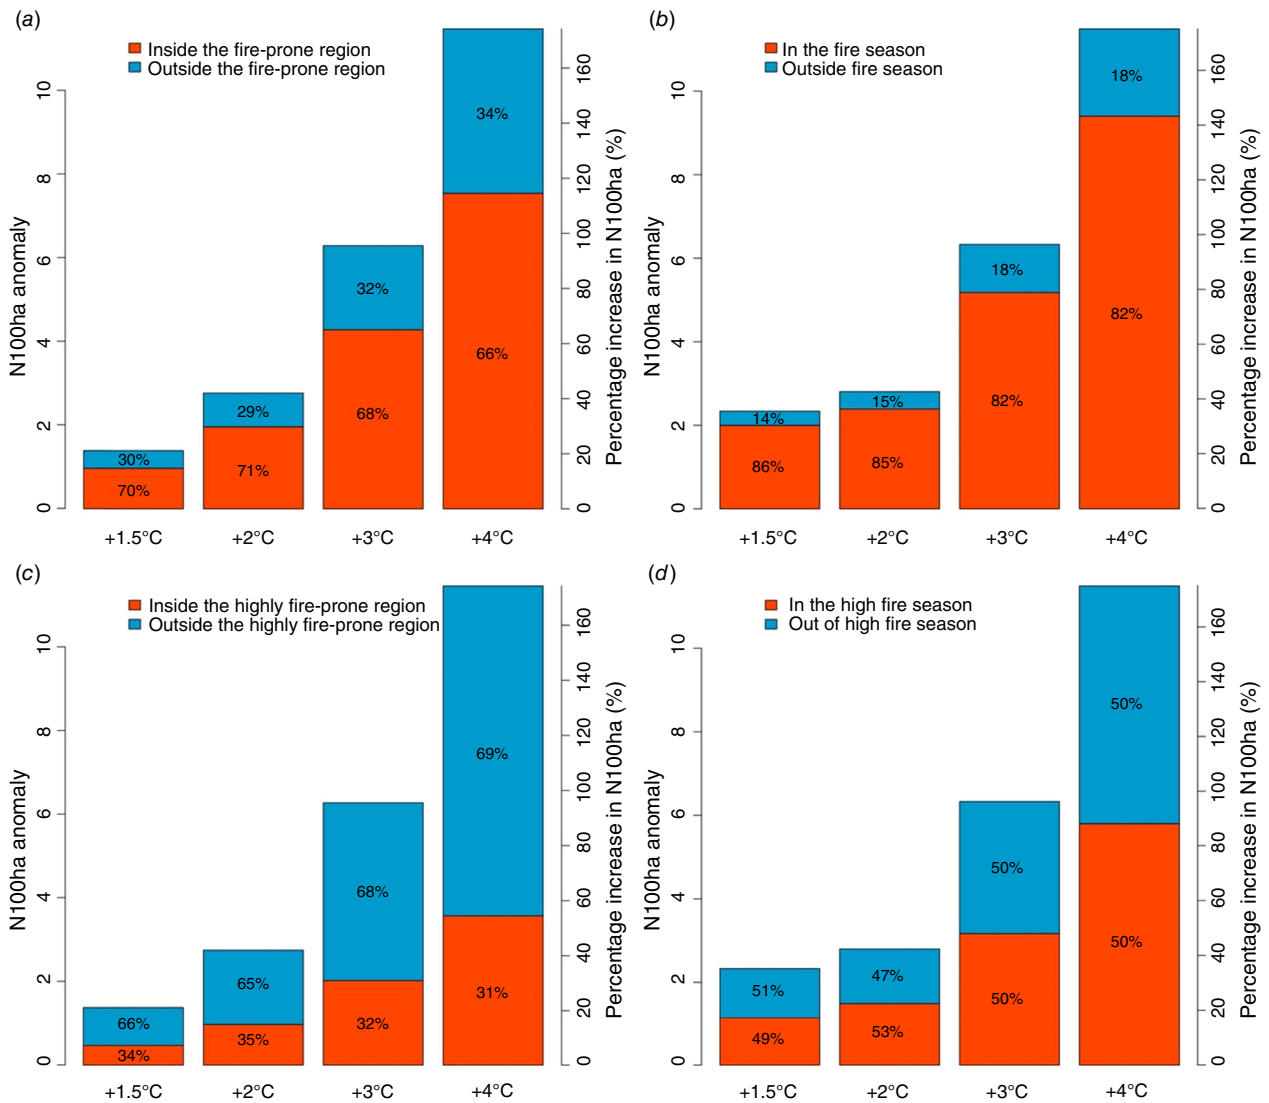 (a)
Inside the fire-prone region
Outside the fire-prone region
N100ha anomaly
0 2 4 6 8 10
30%
70%
29%
71%
32%
68%
34%
66%
+1.5°C +2°C +3°C +4°C
0 20 40 60 80 100 120 140 160
Percentage increase in N100ha (%)
(b)
In the fire season
Outside fire season
N100ha anomaly
0 2 4 6 8 10
14%
86%
15%
85%
18%
82%
18%
82%
+1.5°C +2°C +3°C +4°C
0 20 40 60 80 100 120 140 160
Percentage increase in N100ha (%)
(c)
Inside the highly fire-prone region
Outside the highly fire-prone region
N100ha anomaly
0 2 4 6 8 10
66%
34%
65%
35%
68%
32%
69%
31%
+1.5°C +2°C +3°C +4°C
0 20 40 60 80 100 120 140 160
Percentage increase in N100ha (%)
(d)
In the high fire season
Out of high fire season
N100ha anomaly
0 2 4 6 8 10
51%
49%
47%
53%
50%
50%
50%
50%
+1.5°C +2°C +3°C +4°C
0 20 40 60 80 100 120 140 160
Percentage increase in N100ha (%)